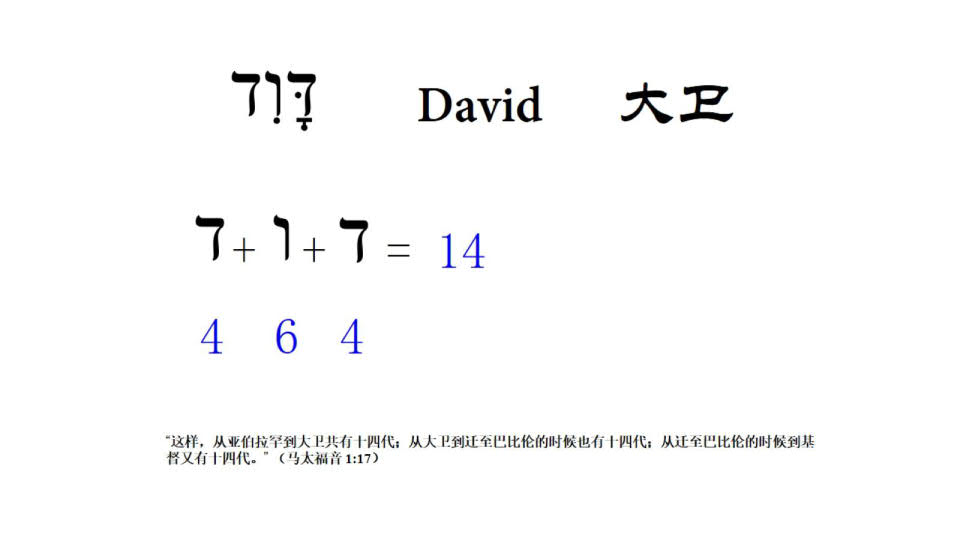 דָּוִד David 大卫
ד + ו + ד = 14
4 6 4
“这样，从亚伯拉罕到大卫共有十四代；从大卫到迁至巴比伦的时候也有十四代；从迁至巴比伦的时候到基
督又有十四代。”（马太福音 1:17）